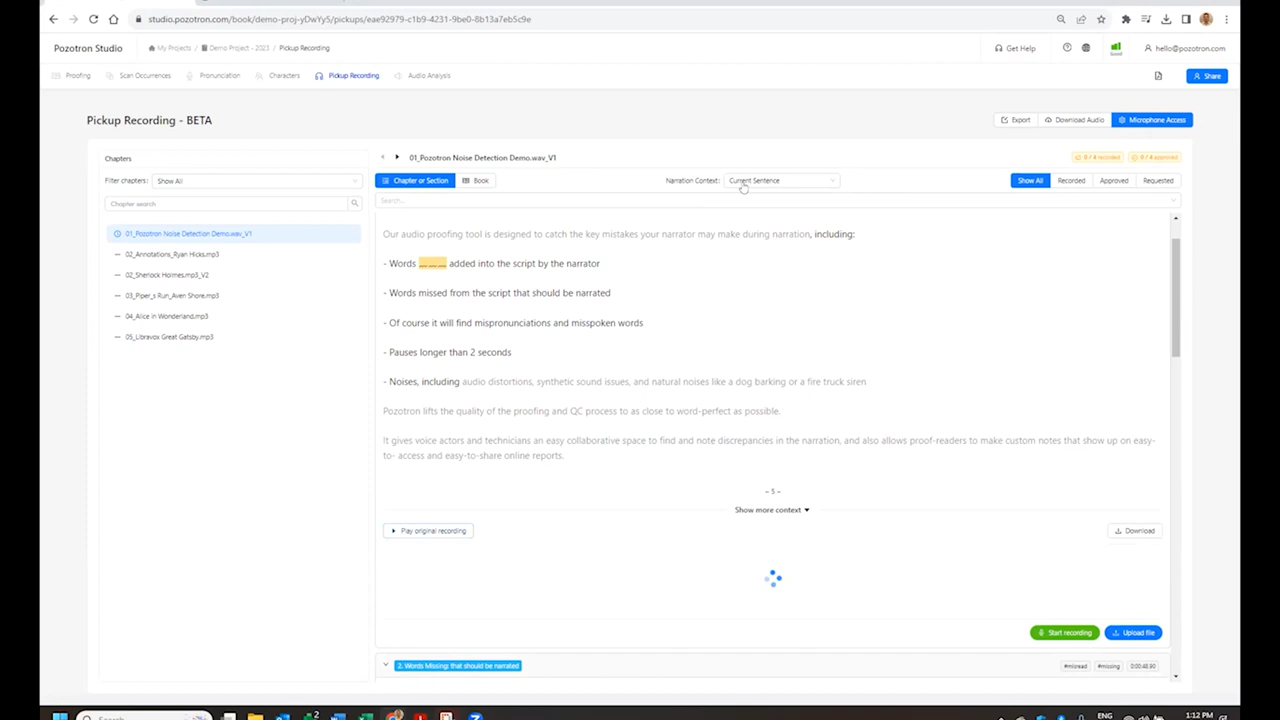 studio.pozotron.com/book/demo-proj-yDwYy5/pickups/eae92979-c1b9-4231-9be0-8b13a7eb5c9e
Pozotron Studio My Projects / Demo Project - 2023 / Pickup Recording Get Help hello@pozotron.com
Proofing Scan Occurrences Pronunciation Characters Pickup Recording Audio Analysis Share
Pickup Recording - BETA Export Download Audio Microphone Access
Chapters 01_Pozotron Noise Detection Demo.wav_V1 0 / 4 recorded 0 / 4 approved
Filter chapters: Show All Chapter or Section Book Narration Context: Current Sentence Show All Recorded Approved Requested
Chapter search Search...
01_Pozotron Noise Detection Demo.wav_V1
02_Annotations_Ryan Hicks.mp3
02_Sherlock Holmes.mp3_V2
03_Piper_s Run_Aven Shore.mp3
04_Alice in Wonderland.mp3
05_Libravox Great Gatsby.mp3
Our audio proofing tool is designed to catch the key mistakes your narrator may make during narration, including:
- Words ___ added into the script by the narrator
- Words missed from the script that should be narrated
- Of course it will find mispronunciations and misspoken words
- Pauses longer than 2 seconds
- Noises, including audio distortions, synthetic sound issues, and natural noises like a dog barking or a fire truck siren
Pozotron lifts the quality of the proofing and QC process to as close to word-perfect as possible.
It gives voice actors and technicians an easy collaborative space to find and note discrepancies in the narration, and also allows proof-readers to make custom notes that show up on easy-
to- access and easy-to-share online reports.
– 5 –
Show more context
Play original recording Download
Start recording Upload file
2. Words Missing: that should be narrated #misread #missing 0:00:48.90
Search 2 ENG 1:12 PM